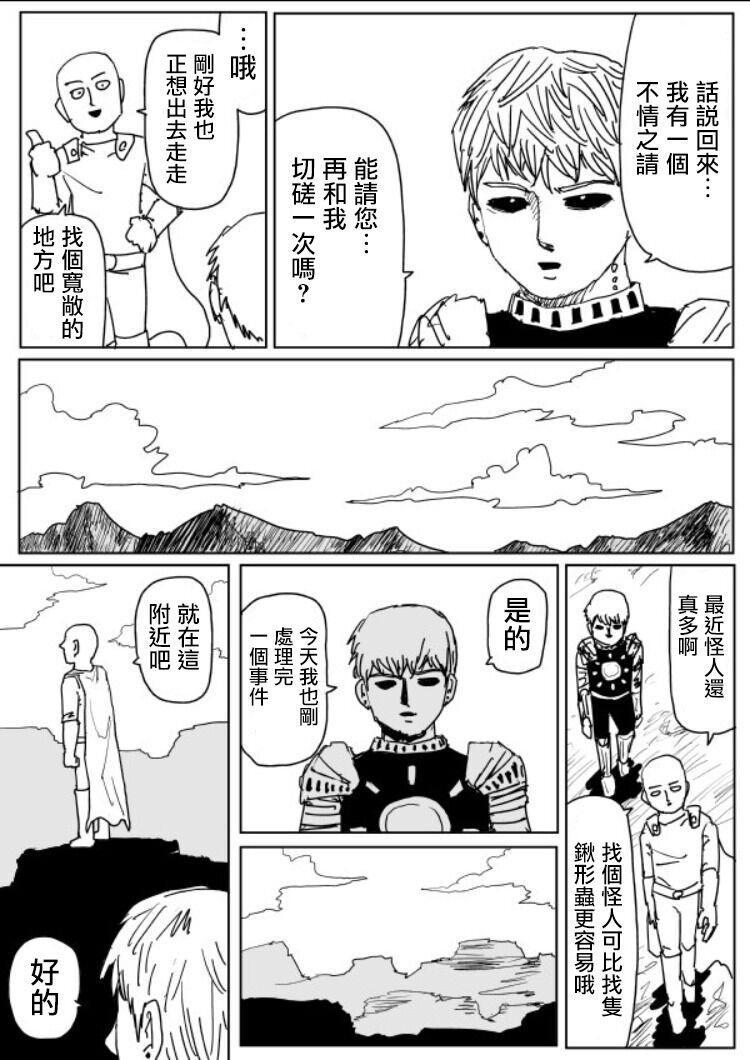 話説回來…
我有一個
不情之請
能請您…
再和我
切磋一次嗎?
…哦
剛好我也
正想出去走走
找個寬敞的
地方吧
最近怪人還
真多啊
找個怪人可比找隻
鍬形蟲更容易哦
是的
今天我也剛
處理完
一個事件
就在這
附近吧
好的